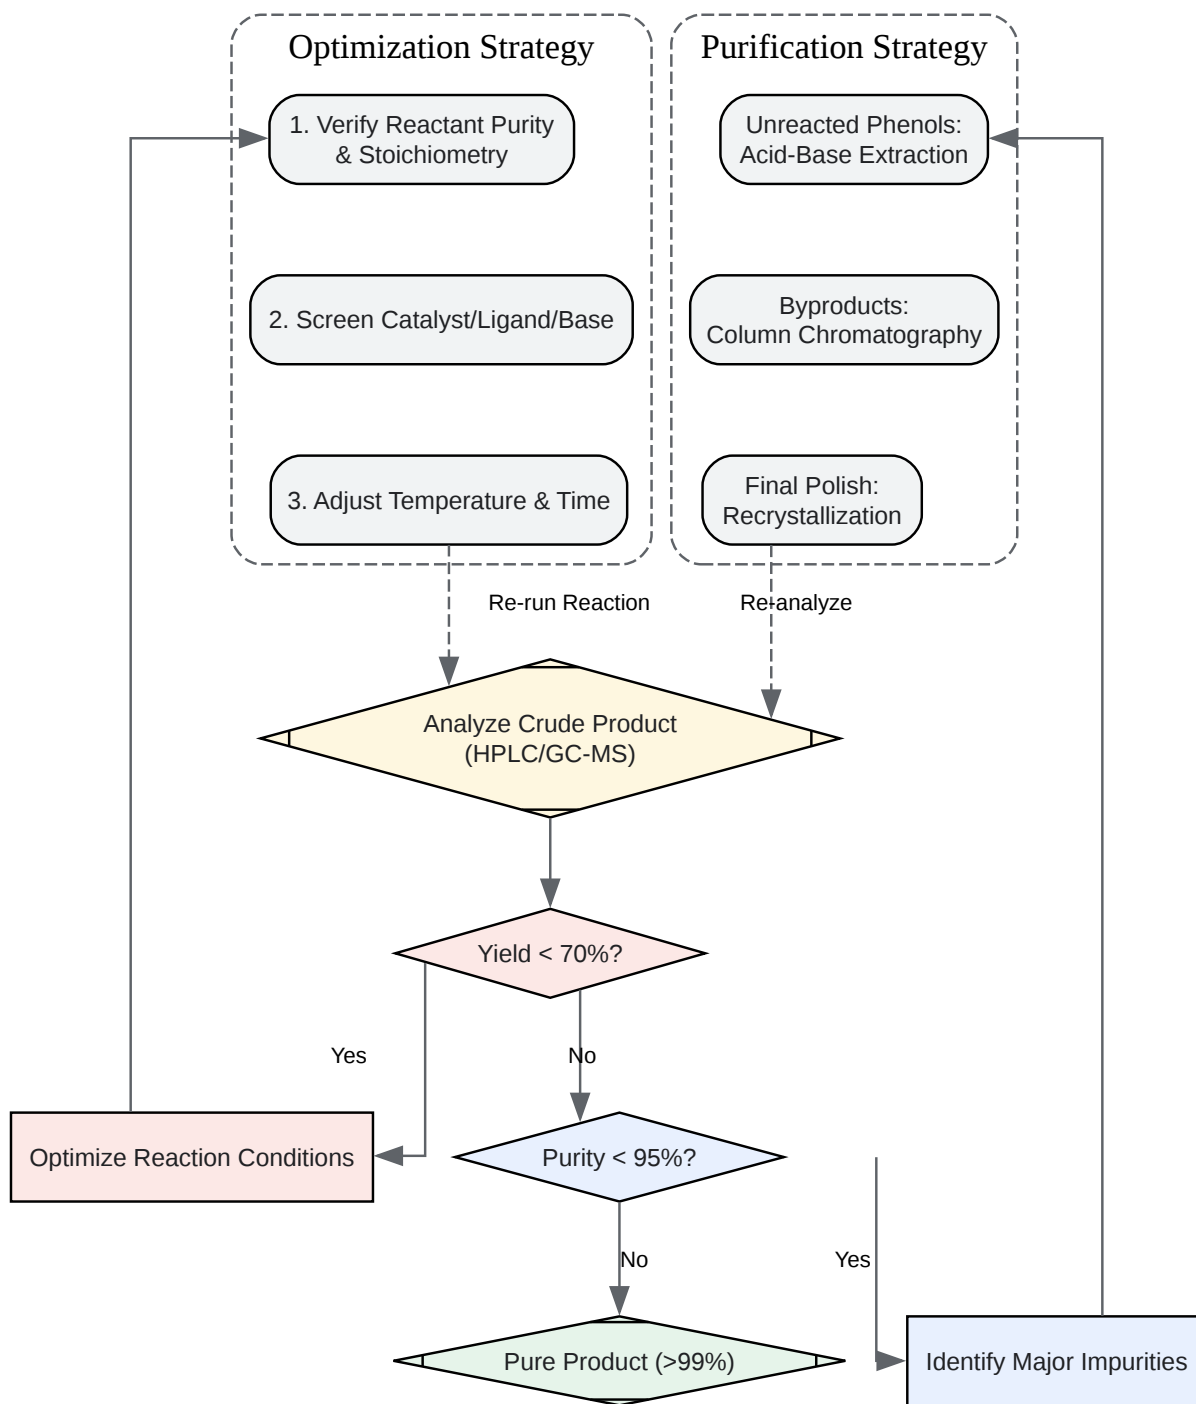 Optimization Strategy
Purification Strategy
1. Verify Reactant Purity
& Stoichiometry
Unreacted Phenols:
Acid-Base Extraction
2. Screen Catalyst/Ligand/Base
Byproducts:
Column Chromatography
3. Adjust Temperature & Time
Final Polish:
Recrystallization
Re-run Reaction
Re-analyze
Analyze Crude Product
(HPLC/GC-MS)
Yield < 70%?
Yes
No
Optimize Reaction Conditions
Purity < 95%?
No
Yes
Pure Product (>99%)
Identify Major Impurities